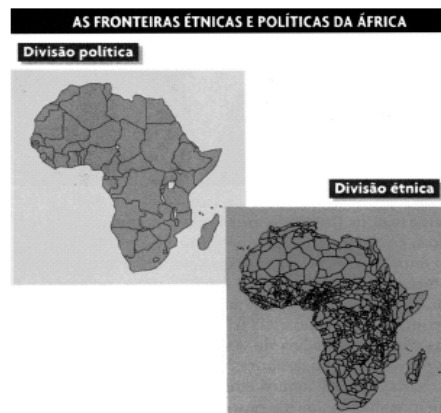 AS FRONTEIRAS ÉTNICAS E POLÍTICAS DA ÁFRICA
Divisão política
Divisão étnica